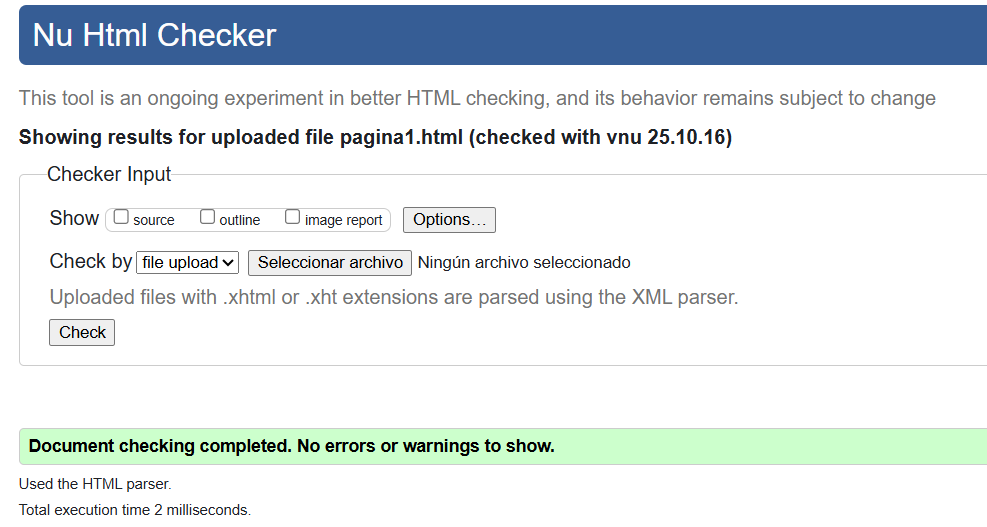 Nu Html Checker
This tool is an ongoing experiment in better HTML checking, and its behavior remains subject to change
Showing results for uploaded file pagina1.html (checked with vnu 25.10.16)
Checker Input
Show source outline image report Options...
Check by file upload Seleccionar archivo Ningún archivo seleccionado
Uploaded files with .xhtml or .xht extensions are parsed using the XML parser.
Check
Document checking completed. No errors or warnings to show.
Used the HTML parser.
Total execution time 2 milliseconds.